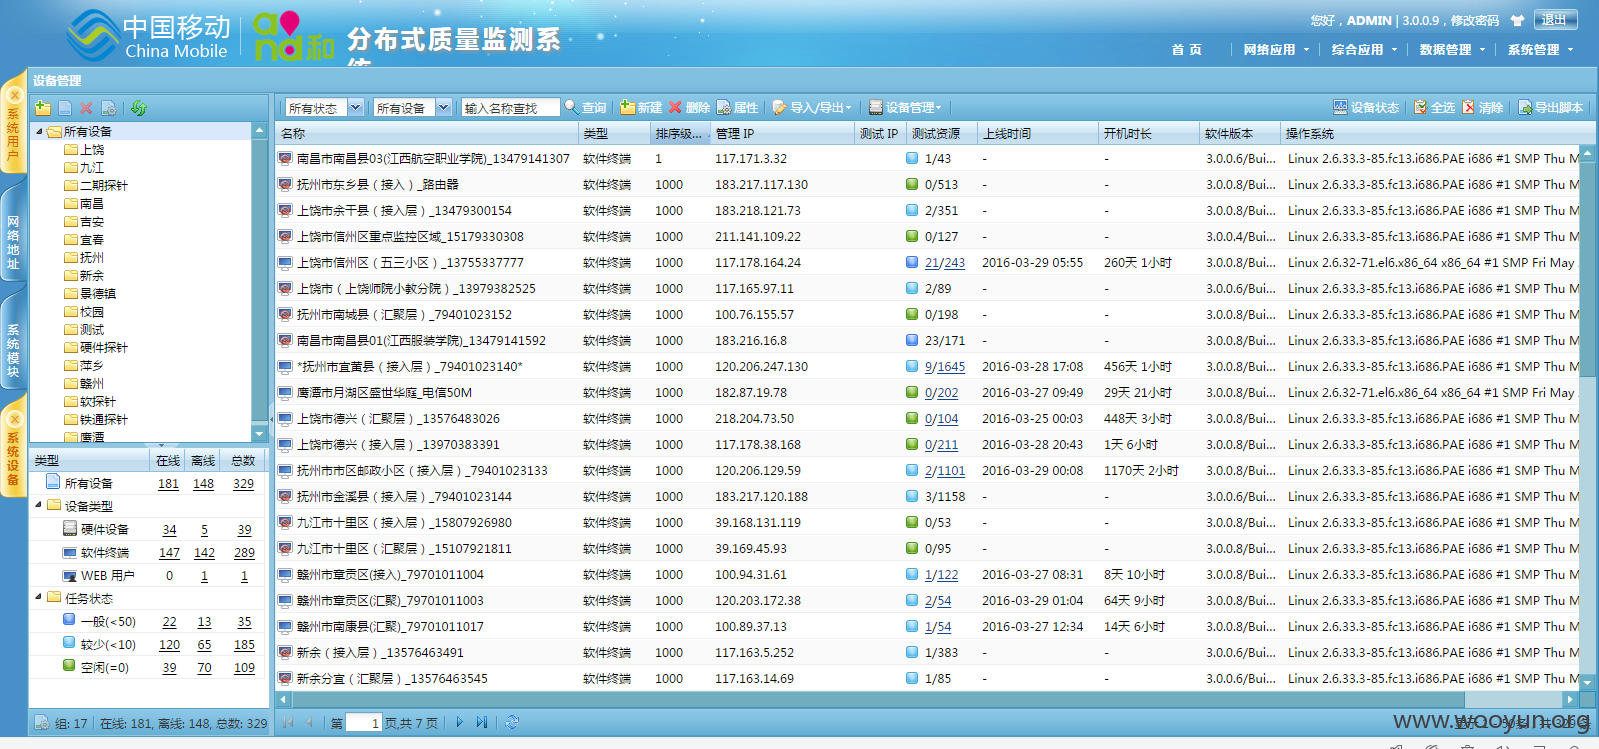 中国移动
China Mobile
and和
分布式质量监测系统
您好，ADMIN | 3.0.0.9，修改密码 退出
首 页 网络应用 综合应用 数据管理 系统管理
设备管理
系统用户
网络地址
系统模块
系统设备
所有设备
上饶
九江
二期探针
南昌
吉安
宜春
抚州
新余
景德镇
校园
测试
硬件探针
萍乡
赣州
软探针
铁通探针
鹰潭
类型 在线 离线 总数
所有设备 181 148 329
设备类型
硬件设备 34 5 39
软件终端 147 142 289
WEB 用户 0 1 1
任务状态
一般(<50) 22 13 35
较少(<10) 120 65 185
空闲(=0) 39 70 109
组: 17 在线: 181, 离线: 148, 总数: 329
所有状态 所有设备 输入名称查找 查询 新建 删除 属性 导入/导出 设备管理 设备状态 全选 清除 导出脚本
名称 类型 排序级... 管理 IP 测试 IP 测试资源 上线时间 开机时长 软件版本 操作系统
南昌市南昌县03(江西航空职业学院)_13479141307 软件终端 1 117.171.3.32 1/43 - - 3.0.0.6/Bui... Linux 2.6.33.3-85.fc13.i686.PAE i686 #1 SMP Thu M
抚州市东乡县（接入）_路由器 软件终端 1000 183.217.117.130 0/513 - - 3.0.0.8/Bui... Linux 2.6.33.3-85.fc13.i686.PAE i686 #1 SMP Thu M
上饶市余干县（接入层）_13479300154 软件终端 1000 183.218.121.73 2/351 - - 3.0.0.8/Bui... Linux 2.6.33.3-85.fc13.i686.PAE i686 #1 SMP Thu M
上饶市信州区重点监控区域_15179330308 软件终端 1000 211.141.109.22 0/127 - - 3.0.0.4/Bui... Linux 2.6.33.3-85.fc13.i686.PAE i686 #1 SMP Thu M
上饶市信州区（五三小区）_13755337777 软件终端 1000 117.178.164.24 21/243 2016-03-29 05:55 260天 1小时 3.0.0.8/Bui... Linux 2.6.32-71.el6.x86_64 x86_64 #1 SMP Fri May
上饶市（上饶师院小教分院）_13979382525 软件终端 1000 117.165.97.11 2/89 - - 3.0.0.6/Bui... Linux 2.6.33.3-85.fc13.i686.PAE i686 #1 SMP Thu M
抚州市南城县（汇聚层）_79401023152 软件终端 1000 100.76.155.57 0/198 - - 3.0.0.8/Bui... Linux 2.6.33.3-85.fc13.i686.PAE i686 #1 SMP Thu M
南昌市南昌县01(江西服装学院)_13479141592 软件终端 1000 183.216.16.8 23/171 - - 3.0.0.8/Bui... Linux 2.6.33.3-85.fc13.i686.PAE i686 #1 SMP Thu M
*抚州市宜黄县（接入层）_79401023140* 软件终端 1000 120.206.247.130 9/1645 2016-03-28 17:08 456天 1小时 3.0.0.8/Bui... Linux 2.6.33.3-85.fc13.i686.PAE i686 #1 SMP Thu M
鹰潭市月湖区盛世华庭_电信50M 软件终端 1000 182.87.19.78 0/202 2016-03-27 09:49 29天 21小时 3.0.0.8/Bui... Linux 2.6.32-71.el6.x86_64 x86_64 #1 SMP Fri May
上饶市德兴（汇聚层）_13576483026 软件终端 1000 218.204.73.50 0/104 2016-03-25 00:03 448天 3小时 3.0.0.8/Bui... Linux 2.6.33.3-85.fc13.i686.PAE i686 #1 SMP Thu M
上饶市德兴（接入层）_13970383391 软件终端 1000 117.178.38.168 0/211 2016-03-28 20:43 1天 6小时 3.0.0.8/Bui... Linux 2.6.33.3-85.fc13.i686.PAE i686 #1 SMP Thu M
抚州市市区邮政小区（接入层）_79401023133 软件终端 1000 120.206.129.59 2/1101 2016-03-29 00:08 1170天 2小时 3.0.0.8/Bui... Linux 2.6.33.3-85.fc13.i686.PAE i686 #1 SMP Thu M
抚州市金溪县（接入层）_79401023144 软件终端 1000 183.217.120.188 3/1158 - - 3.0.0.8/Bui... Linux 2.6.33.3-85.fc13.i686.PAE i686 #1 SMP Thu M
九江市十里区（接入层）_15807926980 软件终端 1000 39.168.131.119 0/53 - - 3.0.0.8/Bui... Linux 2.6.33.3-85.fc13.i686.PAE i686 #1 SMP Thu M
九江市十里区（汇聚层）_15107921811 软件终端 1000 39.169.45.93 0/95 - - 3.0.0.8/Bui... Linux 2.6.33.3-85.fc13.i686.PAE i686 #1 SMP Thu M
赣州市章贡区(接入)_79701011004 软件终端 1000 100.94.31.61 1/122 2016-03-27 08:31 8天 10小时 3.0.0.8/Bui... Linux 2.6.33.3-85.fc13.i686.PAE i686 #1 SMP Thu M
赣州市章贡区(汇聚)_79701011003 软件终端 1000 120.203.172.38 2/54 2016-03-29 01:04 64天 9小时 3.0.0.8/Bui... Linux 2.6.33.3-85.fc13.i686.PAE i686 #1 SMP Thu M
赣州市南康县(汇聚)_79701011017 软件终端 1000 100.89.37.13 1/54 2016-03-27 12:34 14天 6小时 3.0.0.8/Bui... Linux 2.6.33.3-85.fc13.i686.PAE i686 #1 SMP Thu M
新余（接入层）_13576463491 软件终端 1000 117.163.5.252 1/383 - - 3.0.0.6/Bui... Linux 2.6.33.3-85.fc13.i686.PAE i686 #1 SMP Thu M
新余分宜（汇聚层）_13576463545 软件终端 1000 117.163.14.69 1/85 - - 3.0.0.8/Bui... Linux 2.6.33.3-85.fc13.i686.PAE i686 #1 SMP Thu M
第 1 页,共 7 页
www.wooyun.org